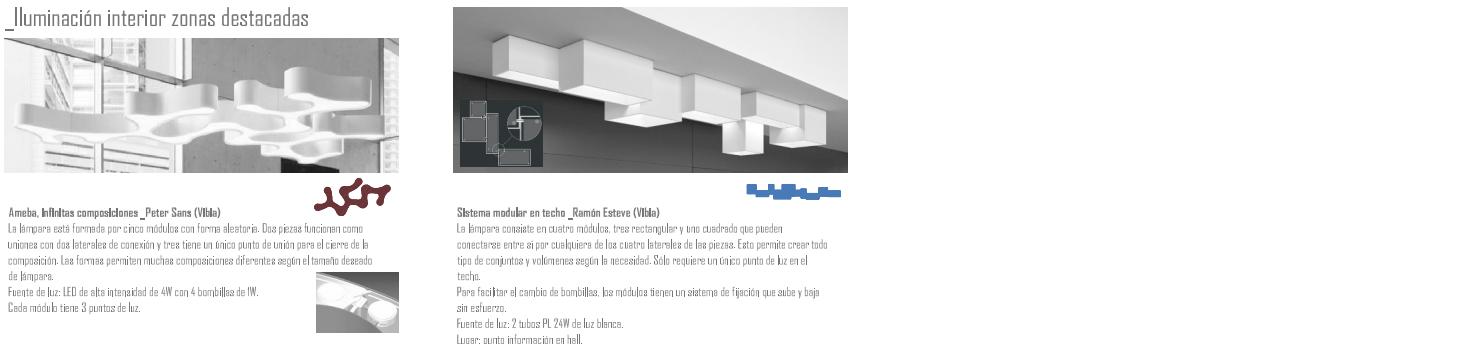 _Iluminación interior zonas destacadas
Ameba, infinitas composiciones _Peter Sans (Vibia)
La lámpara está formada por cinco módulos con forma aleatoria. Dos piezas funcionan como
uniones con dos laterales de conexión y tres tiene un único punto de unión para el cierre de la
composición. Las formas permiten muchas composiciones diferentes según el tamaño deseado
de lámpara.
Fuente de luz: LED de alta intensidad de 4W con 4 bombillas de 1W.
Cada módulo tiene 3 puntos de luz.
Sistema modular en techo _Ramón Esteve (Vibia)
La lámpara consiste en cuatro módulos, tres rectangular y uno cuadrado que pueden
conectarse entre si por cualquiera de los cuatro laterales de las piezas. Esto permite crear todo
tipo de conjuntos y volúmenes según la necesidad. Sólo requiere un único punto de luz en el
techo.
Para facilitar el cambio de bombillas, los módulos tienen un sistema de fijación que sube y baja
sin esfuerzo.
Fuente de luz: 2 tubos PL 24W de luz blanca.
Lugar: punto información en hall.